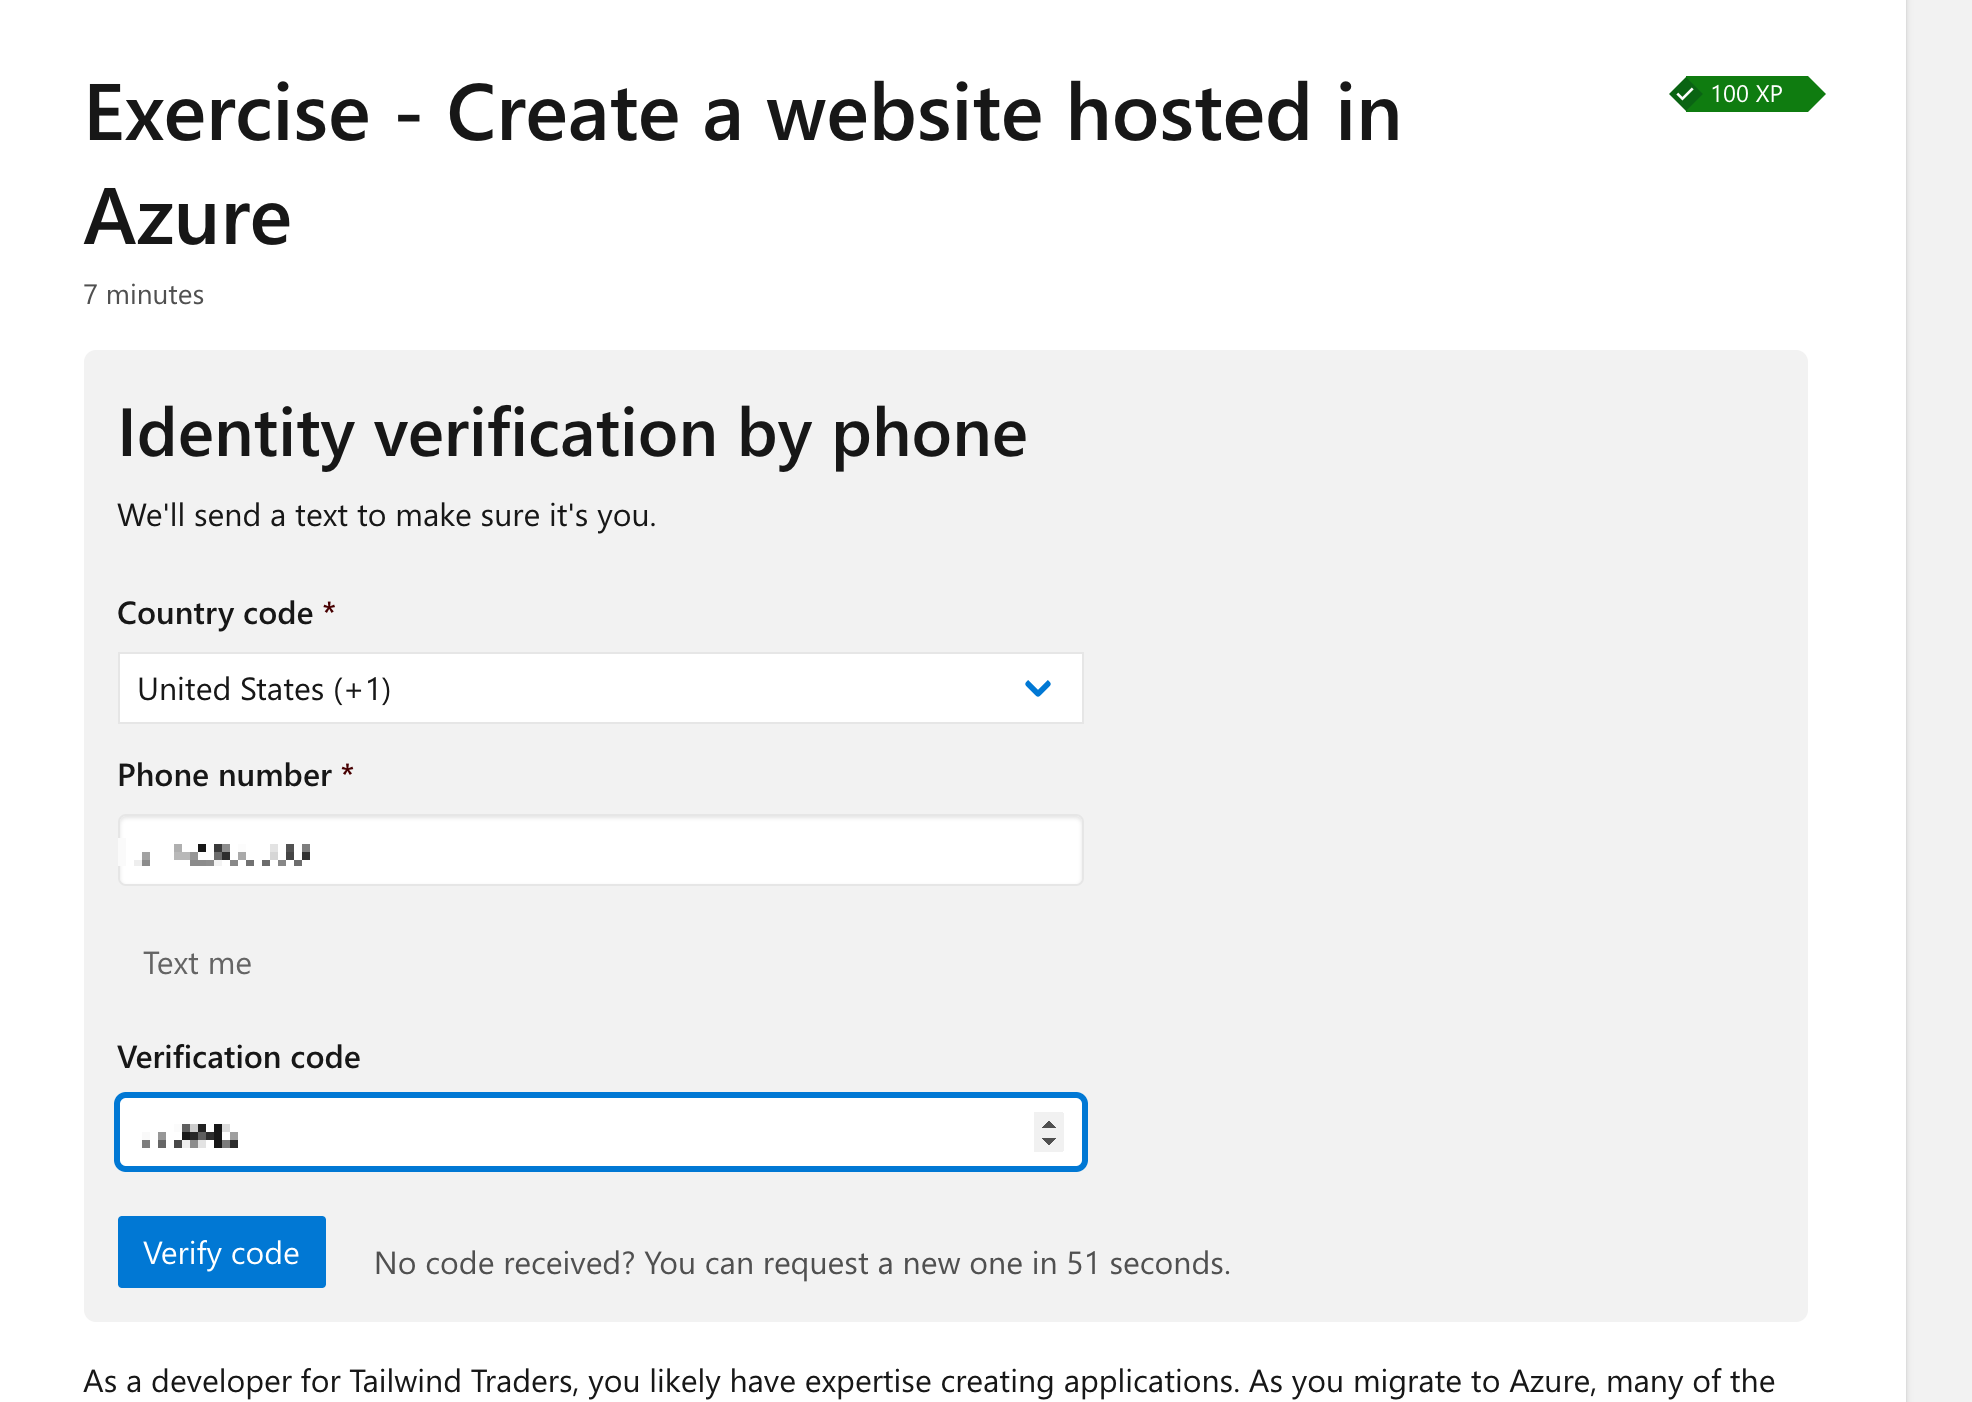 Exercise - Create a website hosted in
Azure
100 XP
7 minutes
Identity verification by phone
We'll send a text to make sure it's you.
Country code *
United States (+1)
Phone number *
Text me
Verification code
Verify code
No code received? You can request a new one in 51 seconds.
As a developer for Tailwind Traders, you likely have expertise creating applications. As you migrate to Azure, many of the